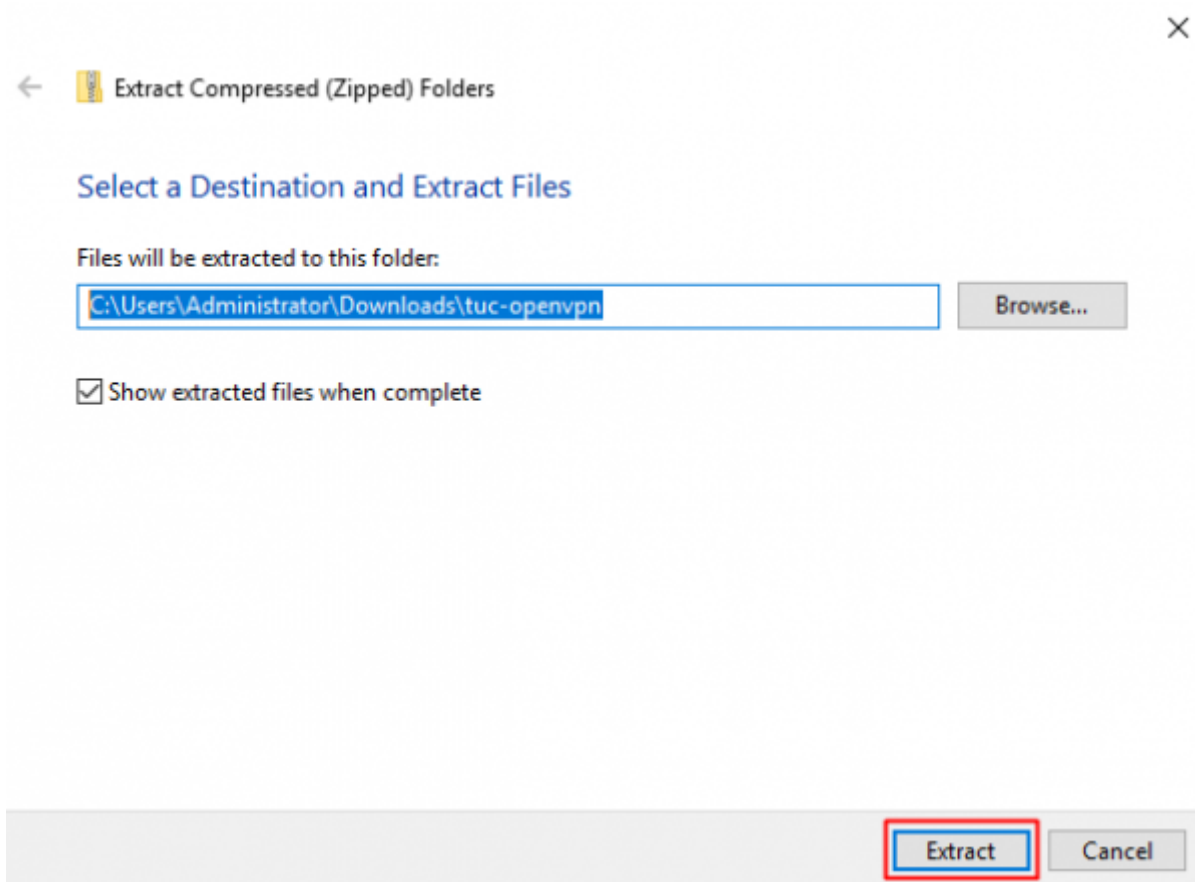 Extract Compressed (Zipped) Folders
Select a Destination and Extract Files
Files will be extracted to this folder:
C:\Users\Administrator\Downloads\tuc-openvpn
Browse...
Show extracted files when complete
Extract
Cancel